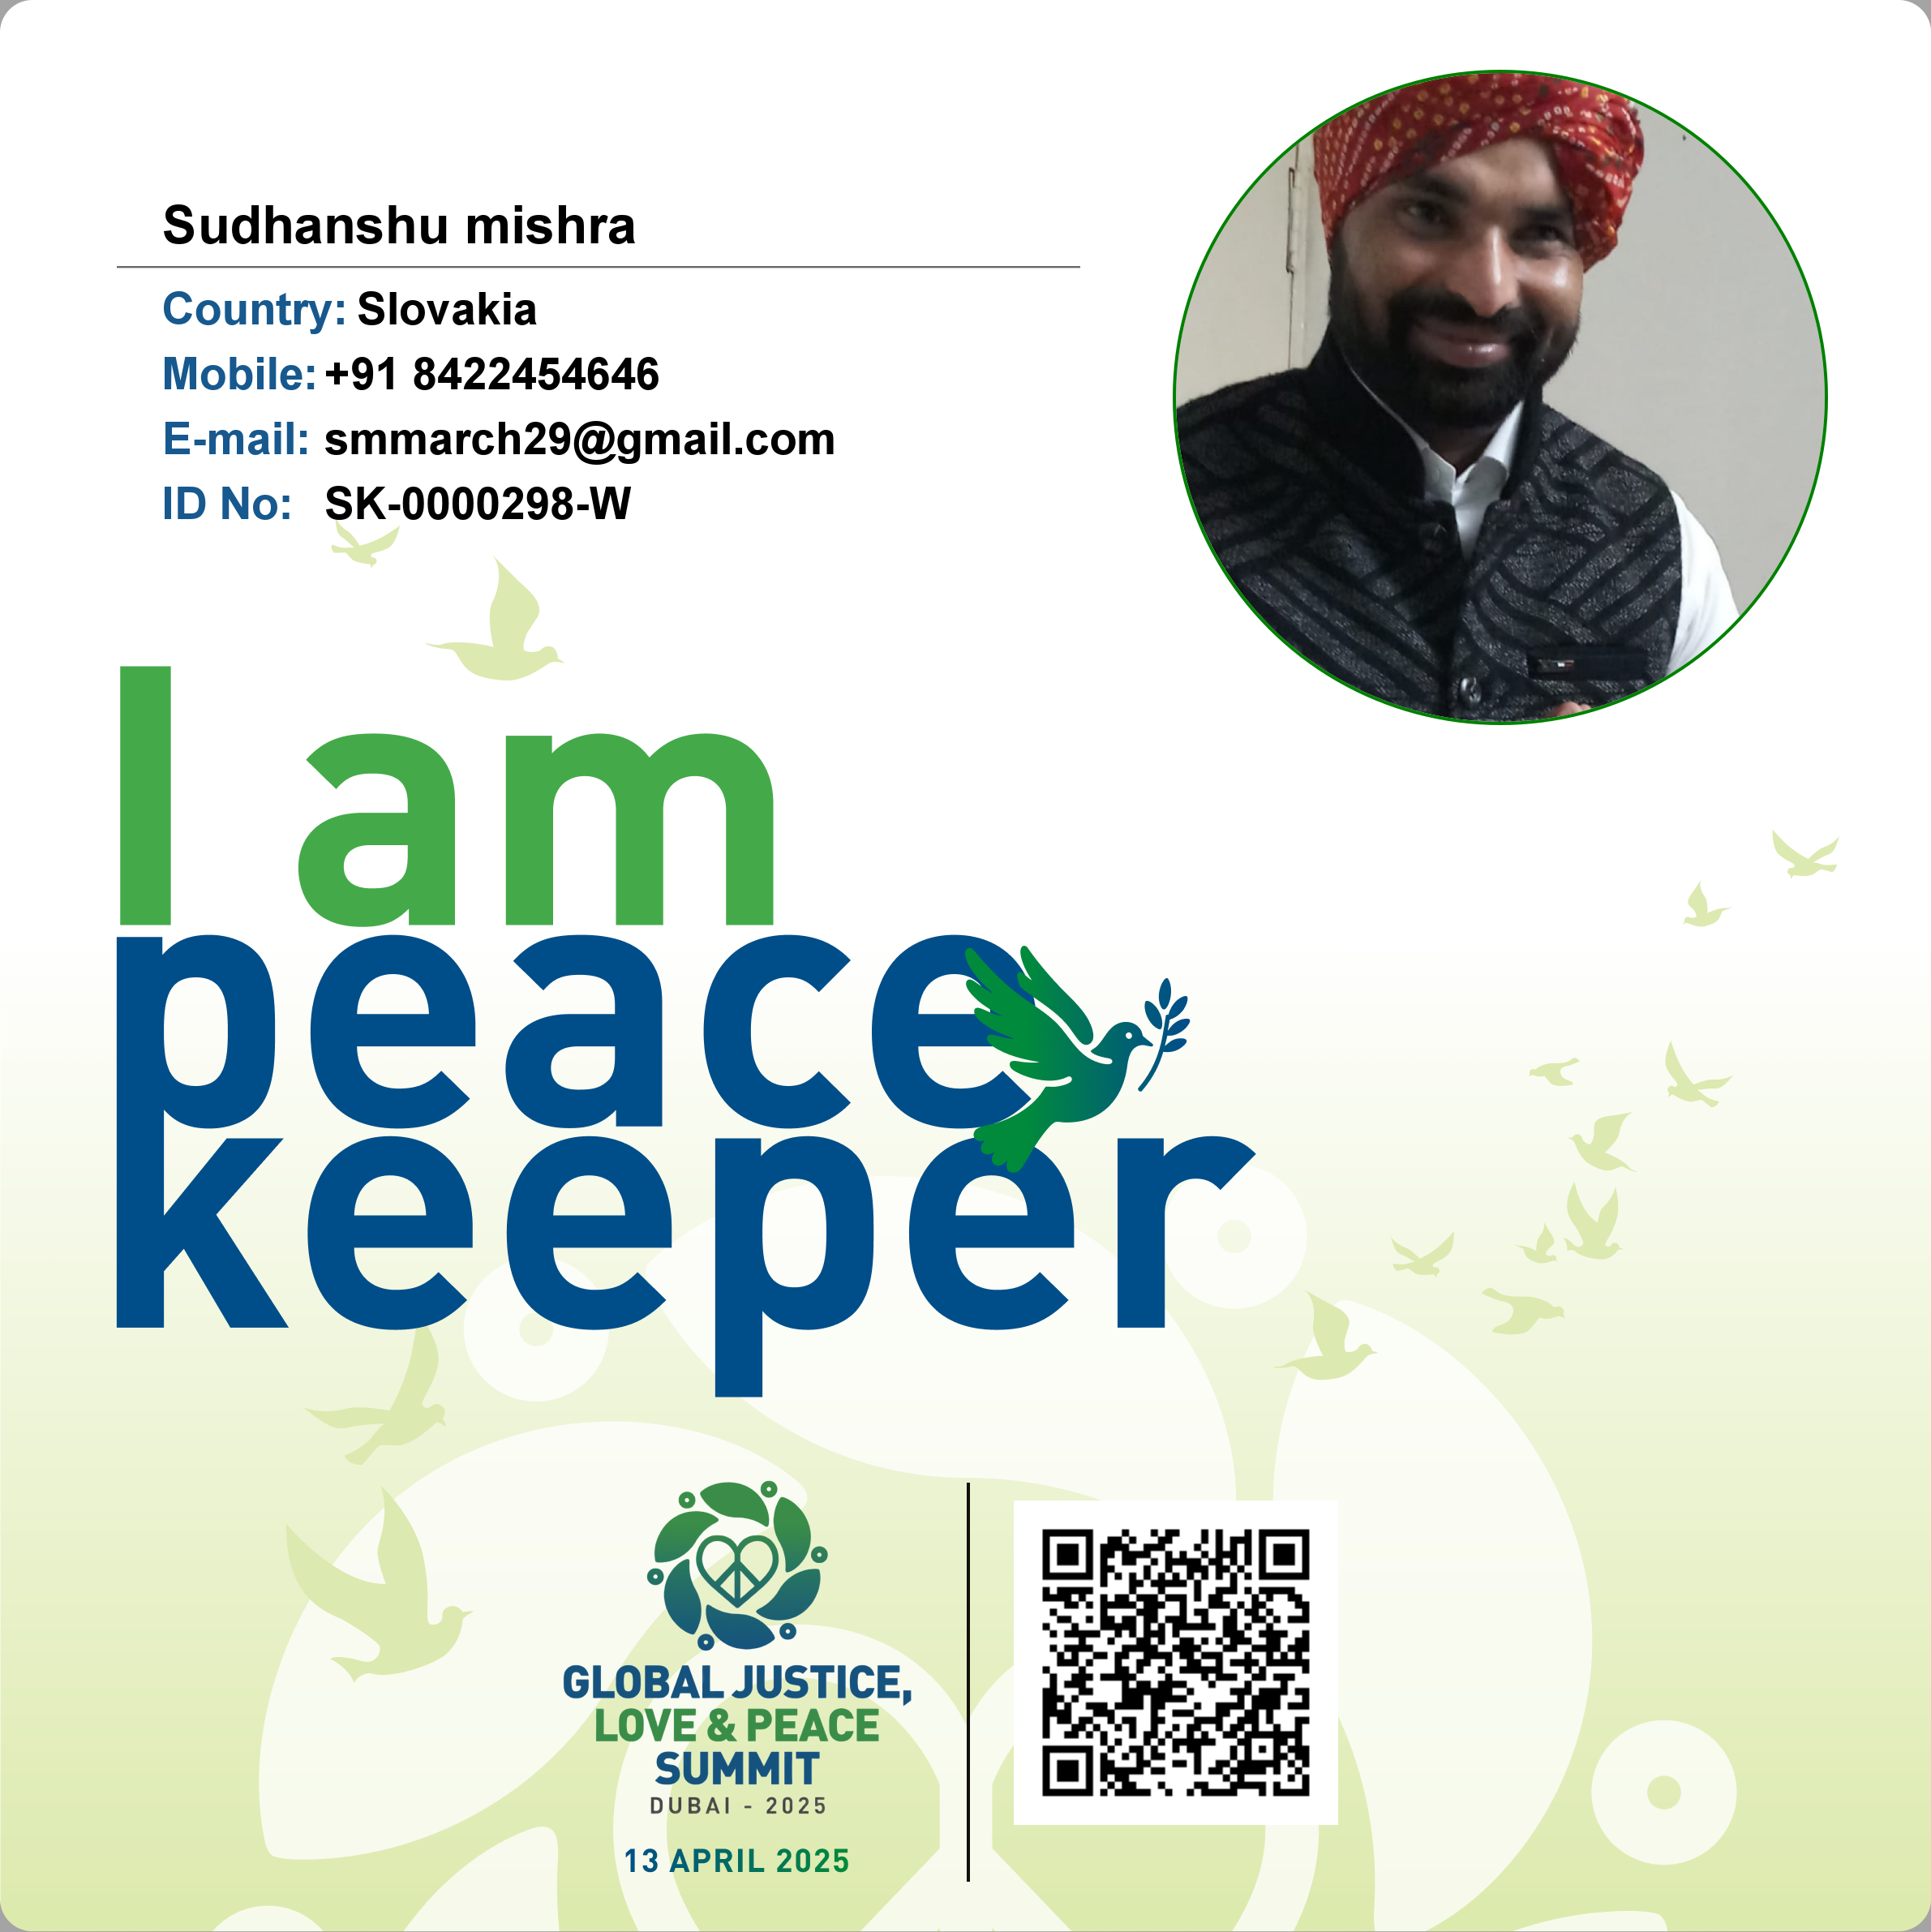 Sudhanshu mishra
Country: Slovakia
Mobile: +91 8422454646
E-mail: smmarch29@gmail.com
ID No: SK-0000298-W
I am
peace
keeper
GLOBAL JUSTICE,
LOVE & PEACE
SUMMIT
DUBAI - 2025
13 APRIL 2025